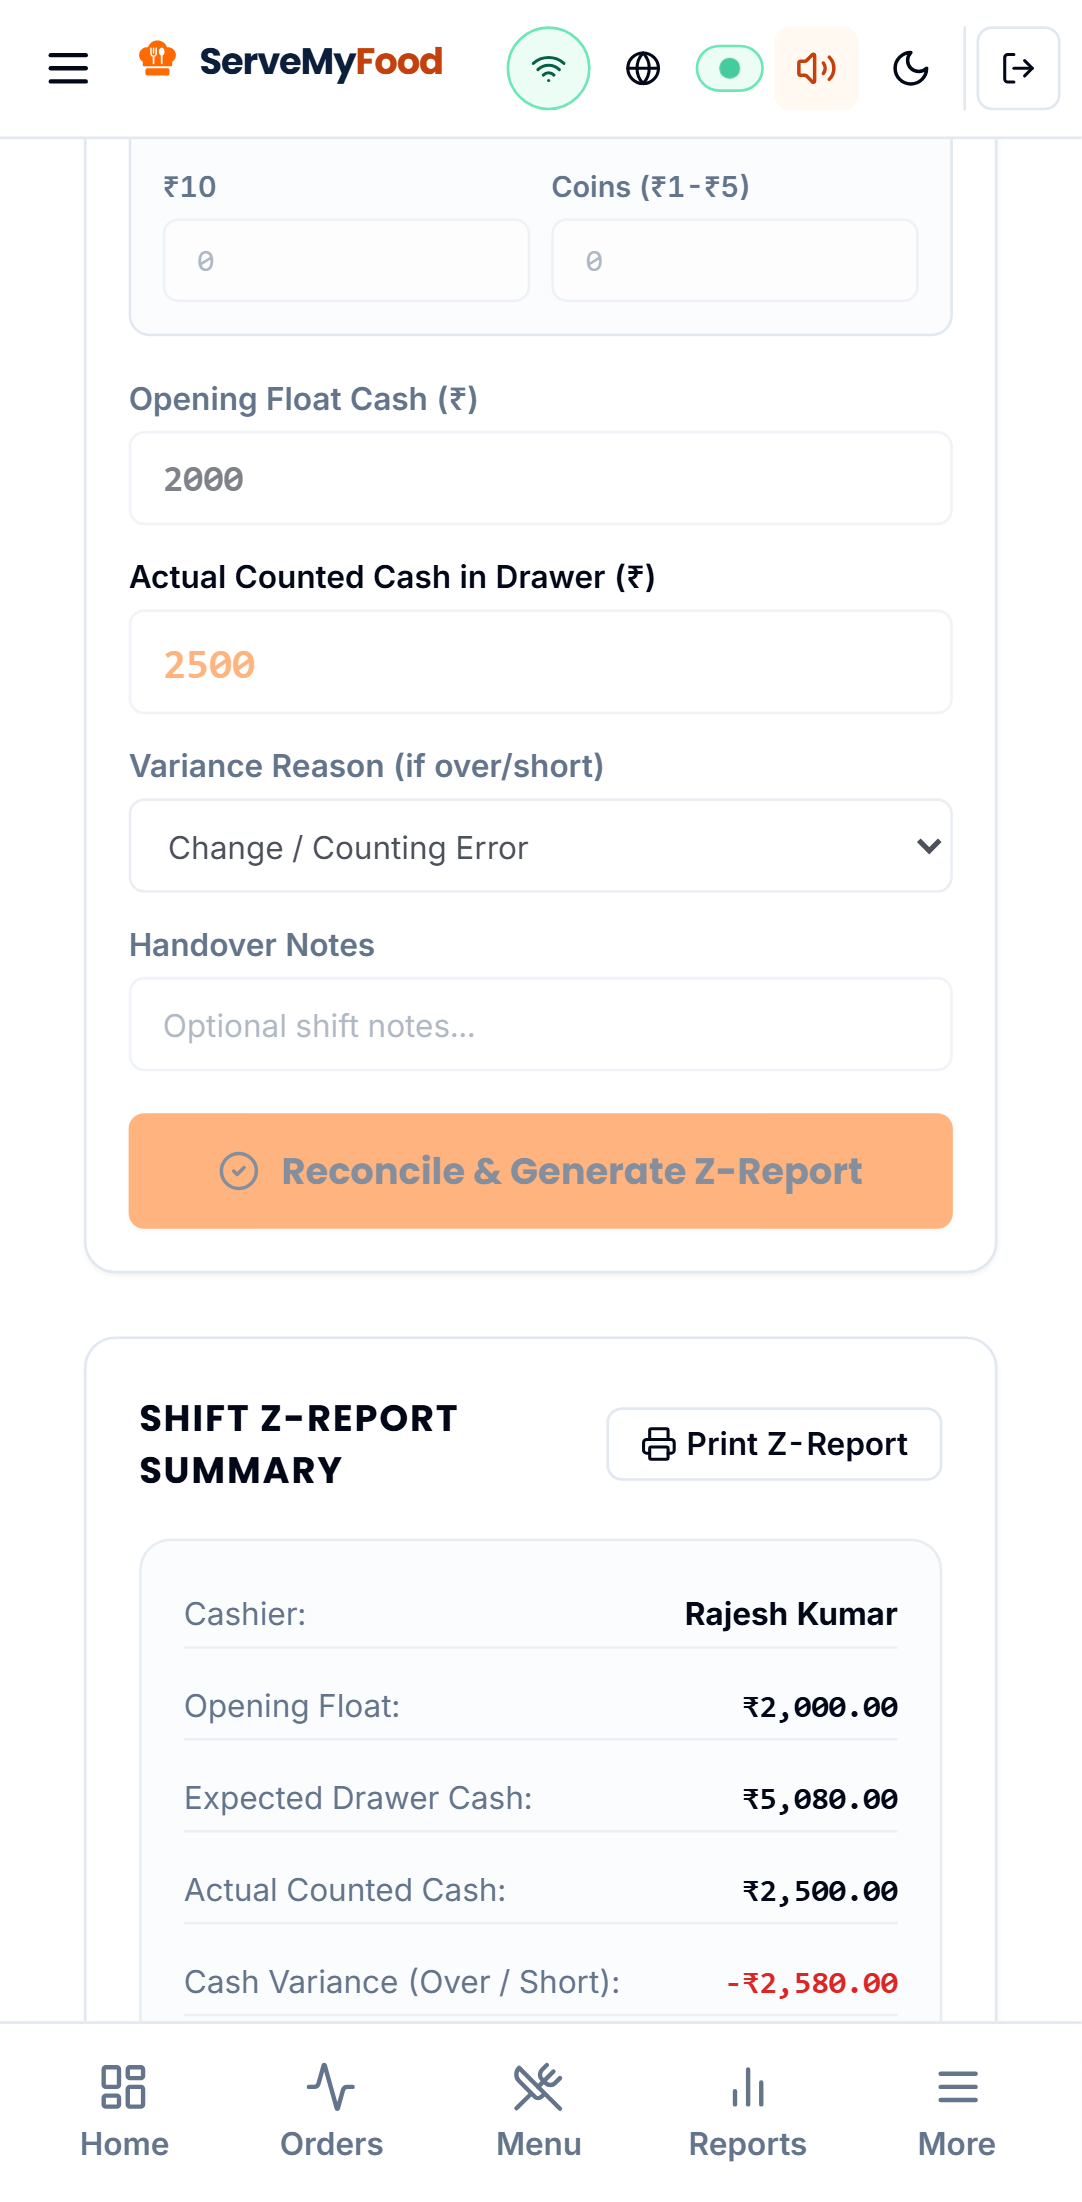 ServeMyFood
₹10
Coins (₹1-₹5)
0
0
Opening Float Cash (₹)
2000
Actual Counted Cash in Drawer (₹)
2500
Variance Reason (if over/short)
Change / Counting Error
Handover Notes
Optional shift notes...
Reconcile & Generate Z-Report
SHIFT Z-REPORT
SUMMARY
Print Z-Report
Cashier: Rajesh Kumar
Opening Float: ₹2,000.00
Expected Drawer Cash: ₹5,080.00
Actual Counted Cash: ₹2,500.00
Cash Variance (Over / Short): -₹2,580.00
Home Orders Menu Reports More